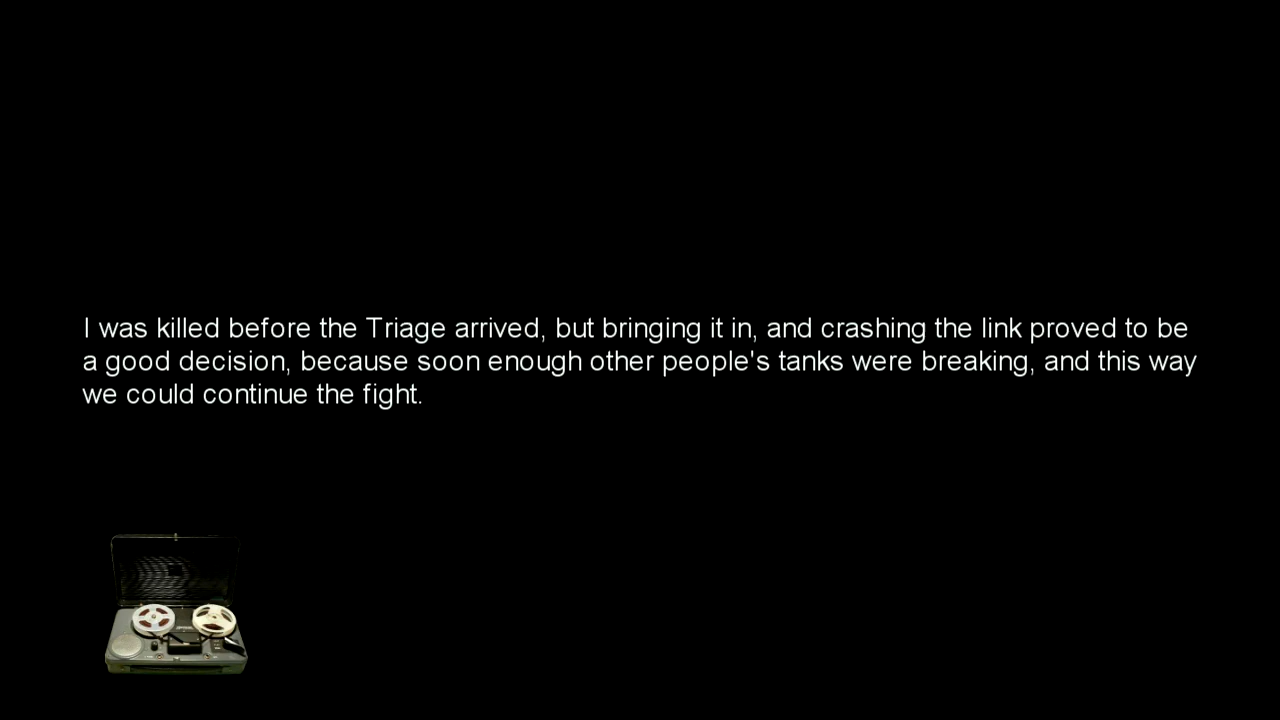 I was killed before the Triage arrived, but bringing it in, and crashing the link proved to be
a good decision, because soon enough other people's tanks were breaking, and this way
we could continue the fight.